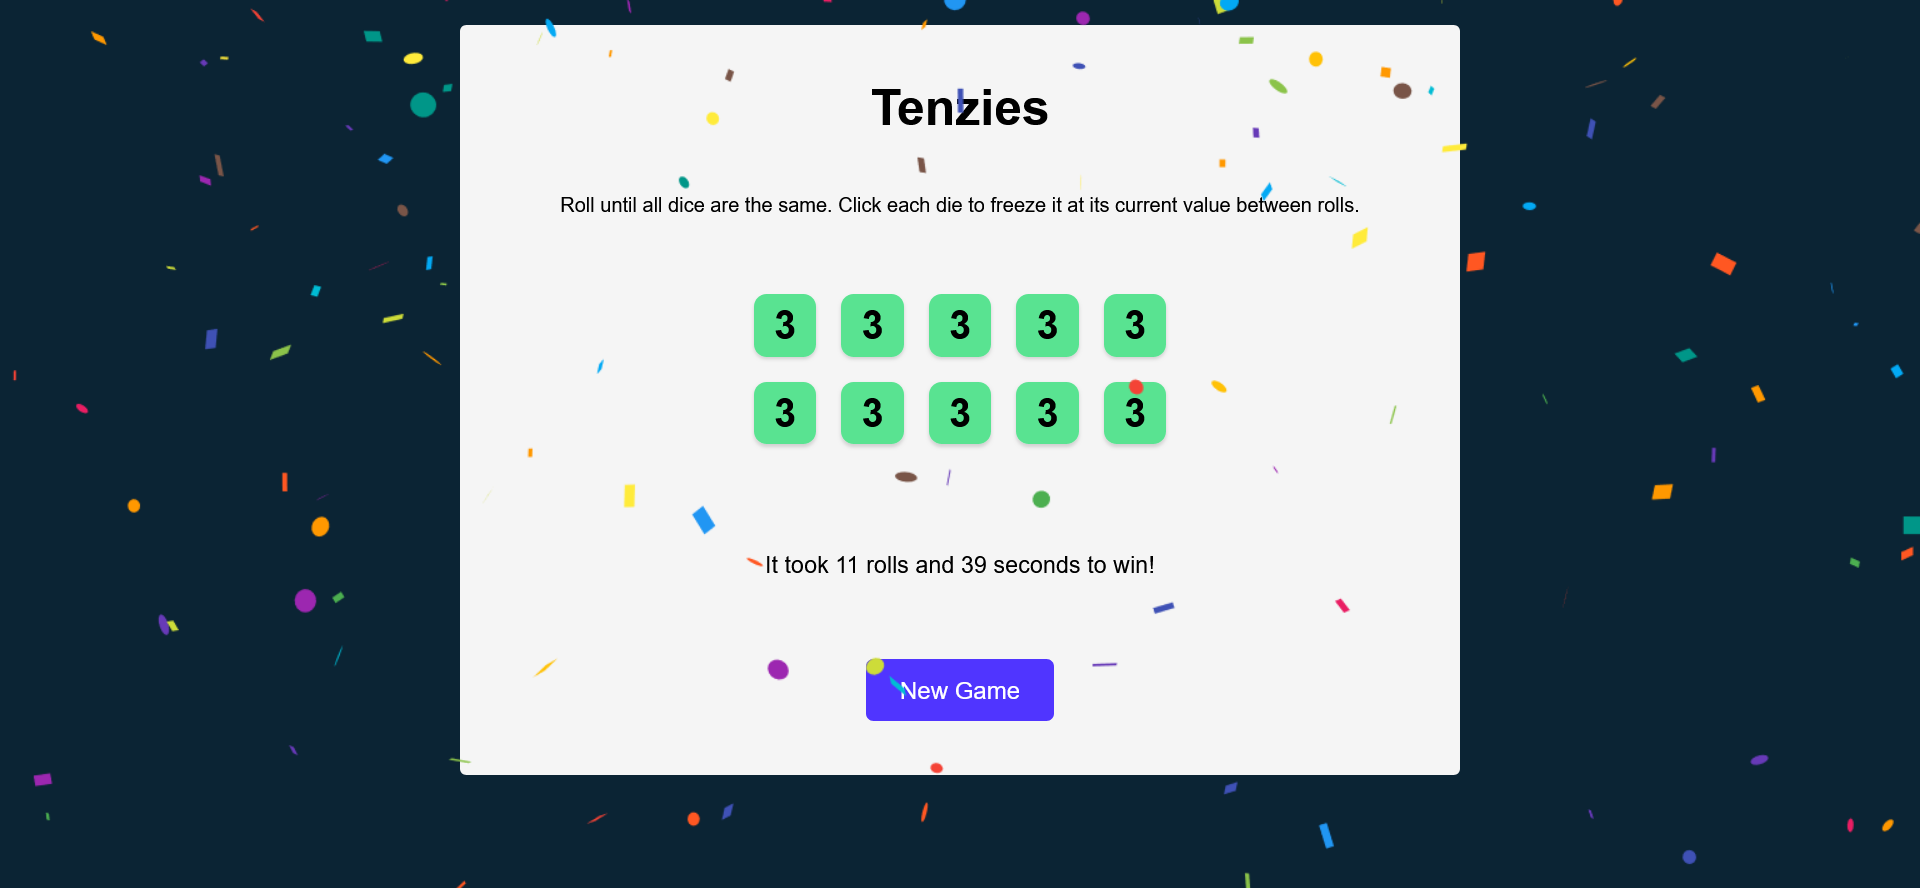 Tenzies
Roll until all dice are the same. Click each die to freeze it at its current value between rolls.
3 3 3 3 3
3 3 3 3 3
It took 11 rolls and 39 seconds to win!
New Game